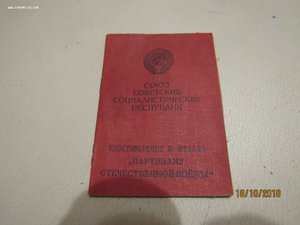 СОЮЗ
СОВЕТСКИХ
СОЦИАЛИСТИЧЕСКИХ
РЕСПУБЛИК
УДОСТОВЕРЕНИЕ К МЕДАЛИ
„ПАРТИЗАНУ
ОТЕЧЕСТВЕННОЙ ВОЙНЫ“
18/10/2018